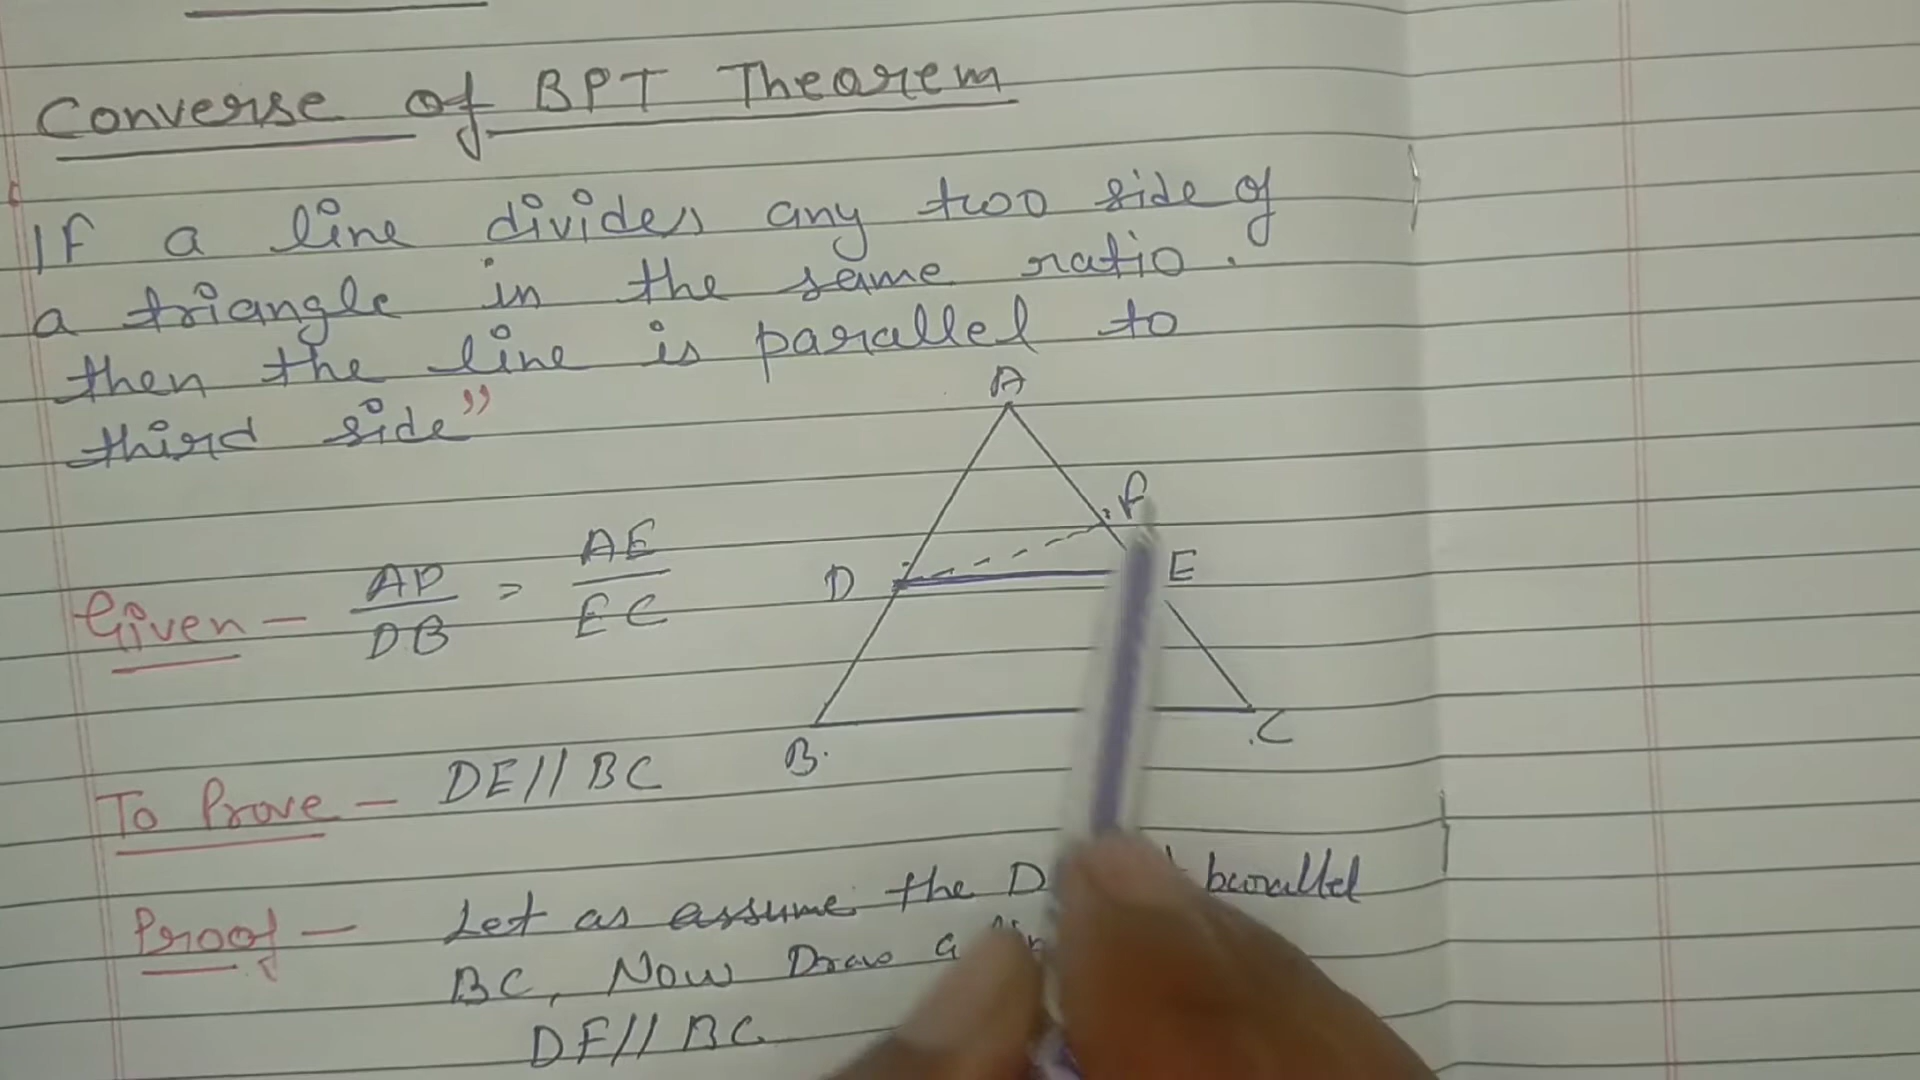 Converse of BPT Theorem
If a line divides any two side of
a triangle in the same ratio.
then the line is parallel to
third side"
A
F
Given - AD/DB = AE/EC
D
E
B.
.C
To Prove - DE//BC
Proof - Let as assume the D parallel
BC, Now Draw a
DF//BC